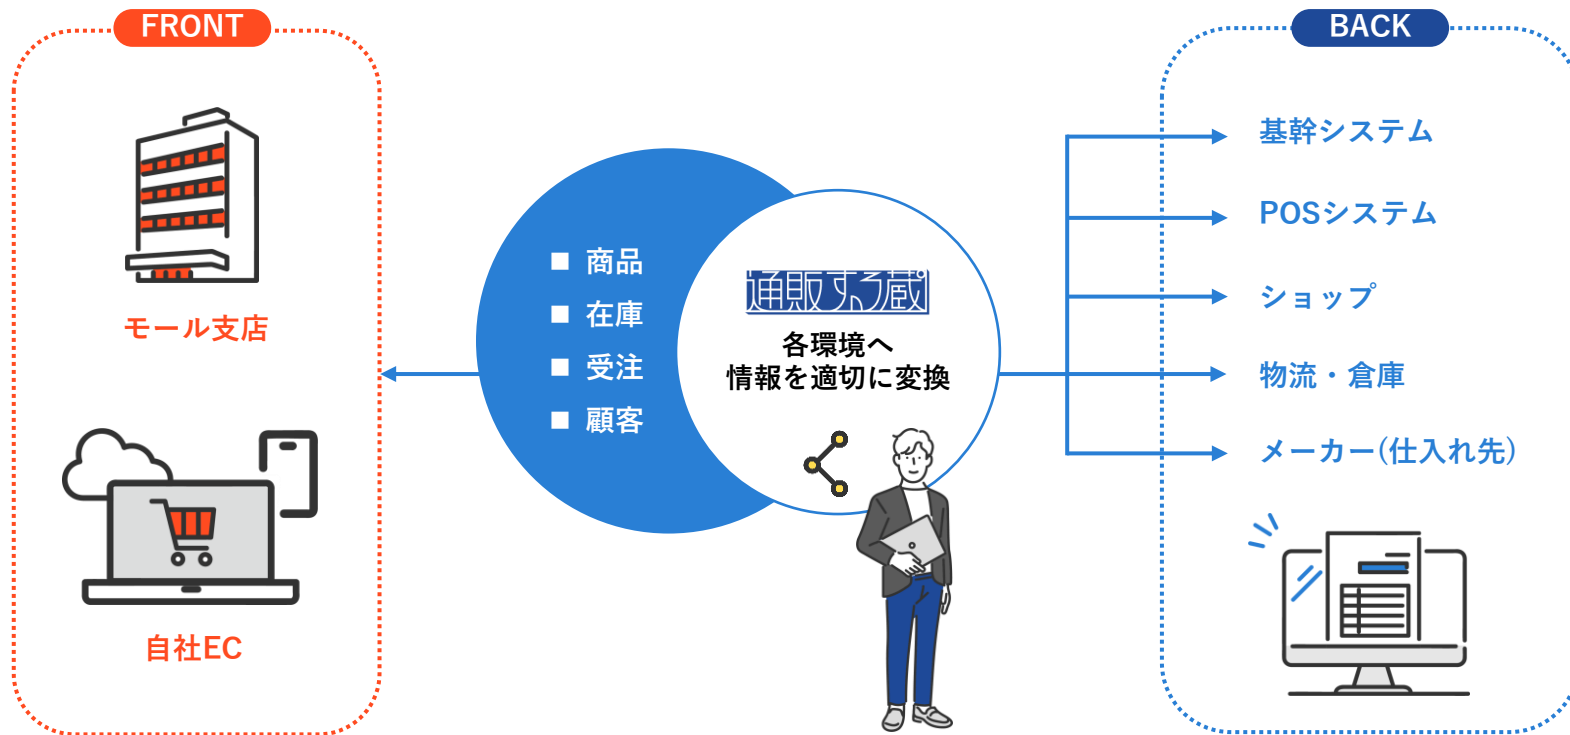 FRONT
モール支店
自社EC
■ 商品
■ 在庫
■ 受注
■ 顧客
通販する蔵
各環境へ
情報を適切に変換
BACK
基幹システム
POSシステム
ショップ
物流・倉庫
メーカー(仕入れ先)